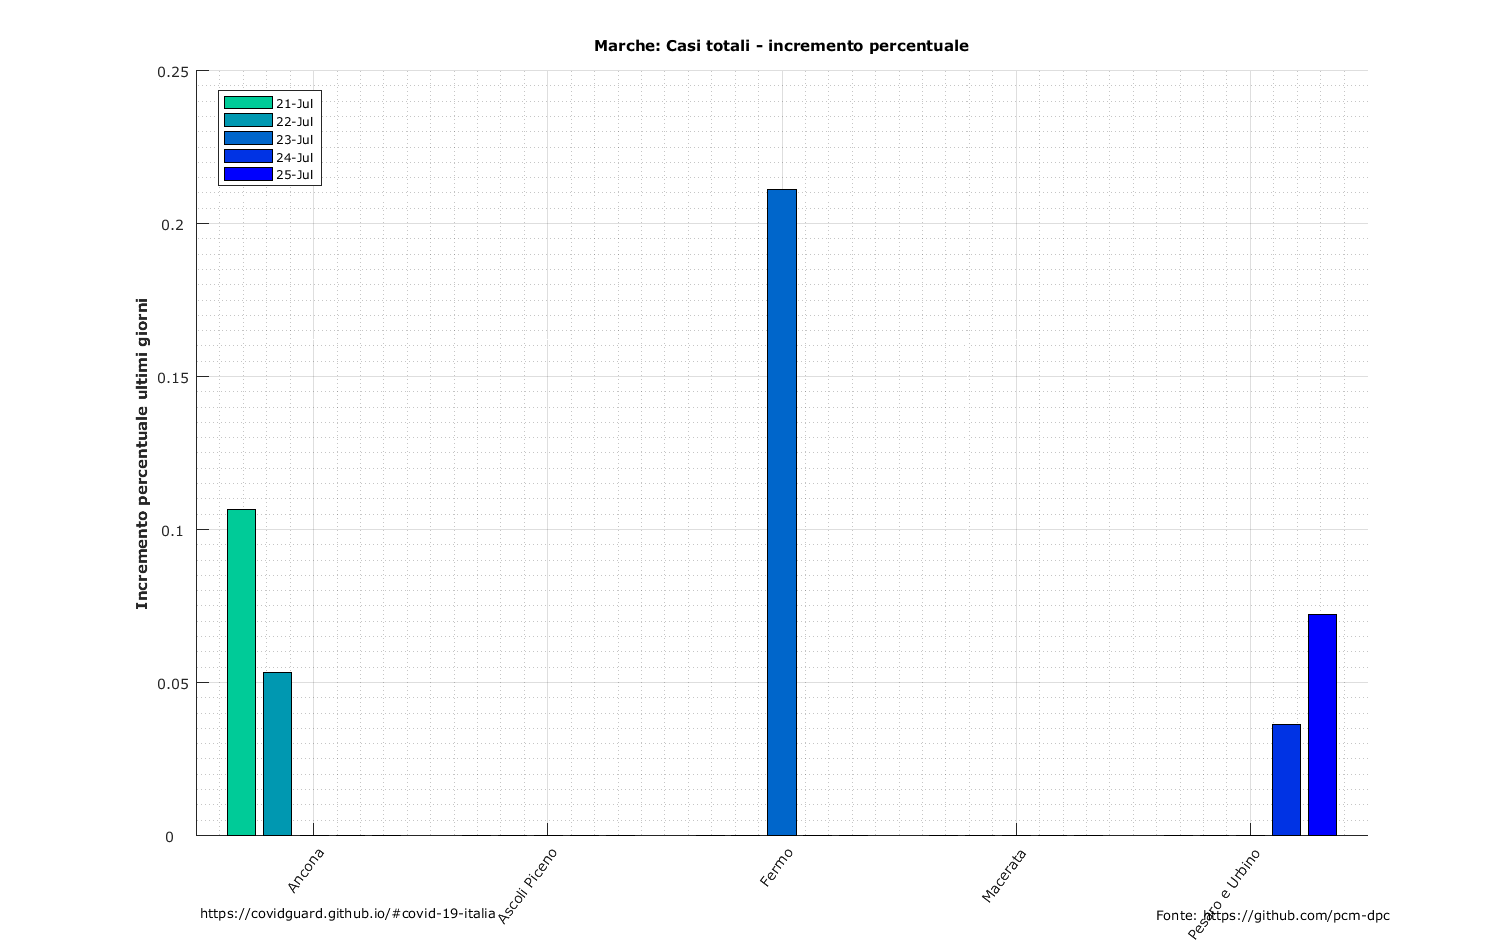 Marche: Casi totali - incremento percentuale
0.25
0.2
0.15
0.1
0.05
0
Incremento percentuale ultimi giorni
21-Jul
22-Jul
23-Jul
24-Jul
25-Jul
Ancona
Ascoli Piceno
Fermo
Macerata
Pesaro e Urbino
https://covidguard.github.io/#covid-19-italia
Fonte: https://github.com/pcm-dpc